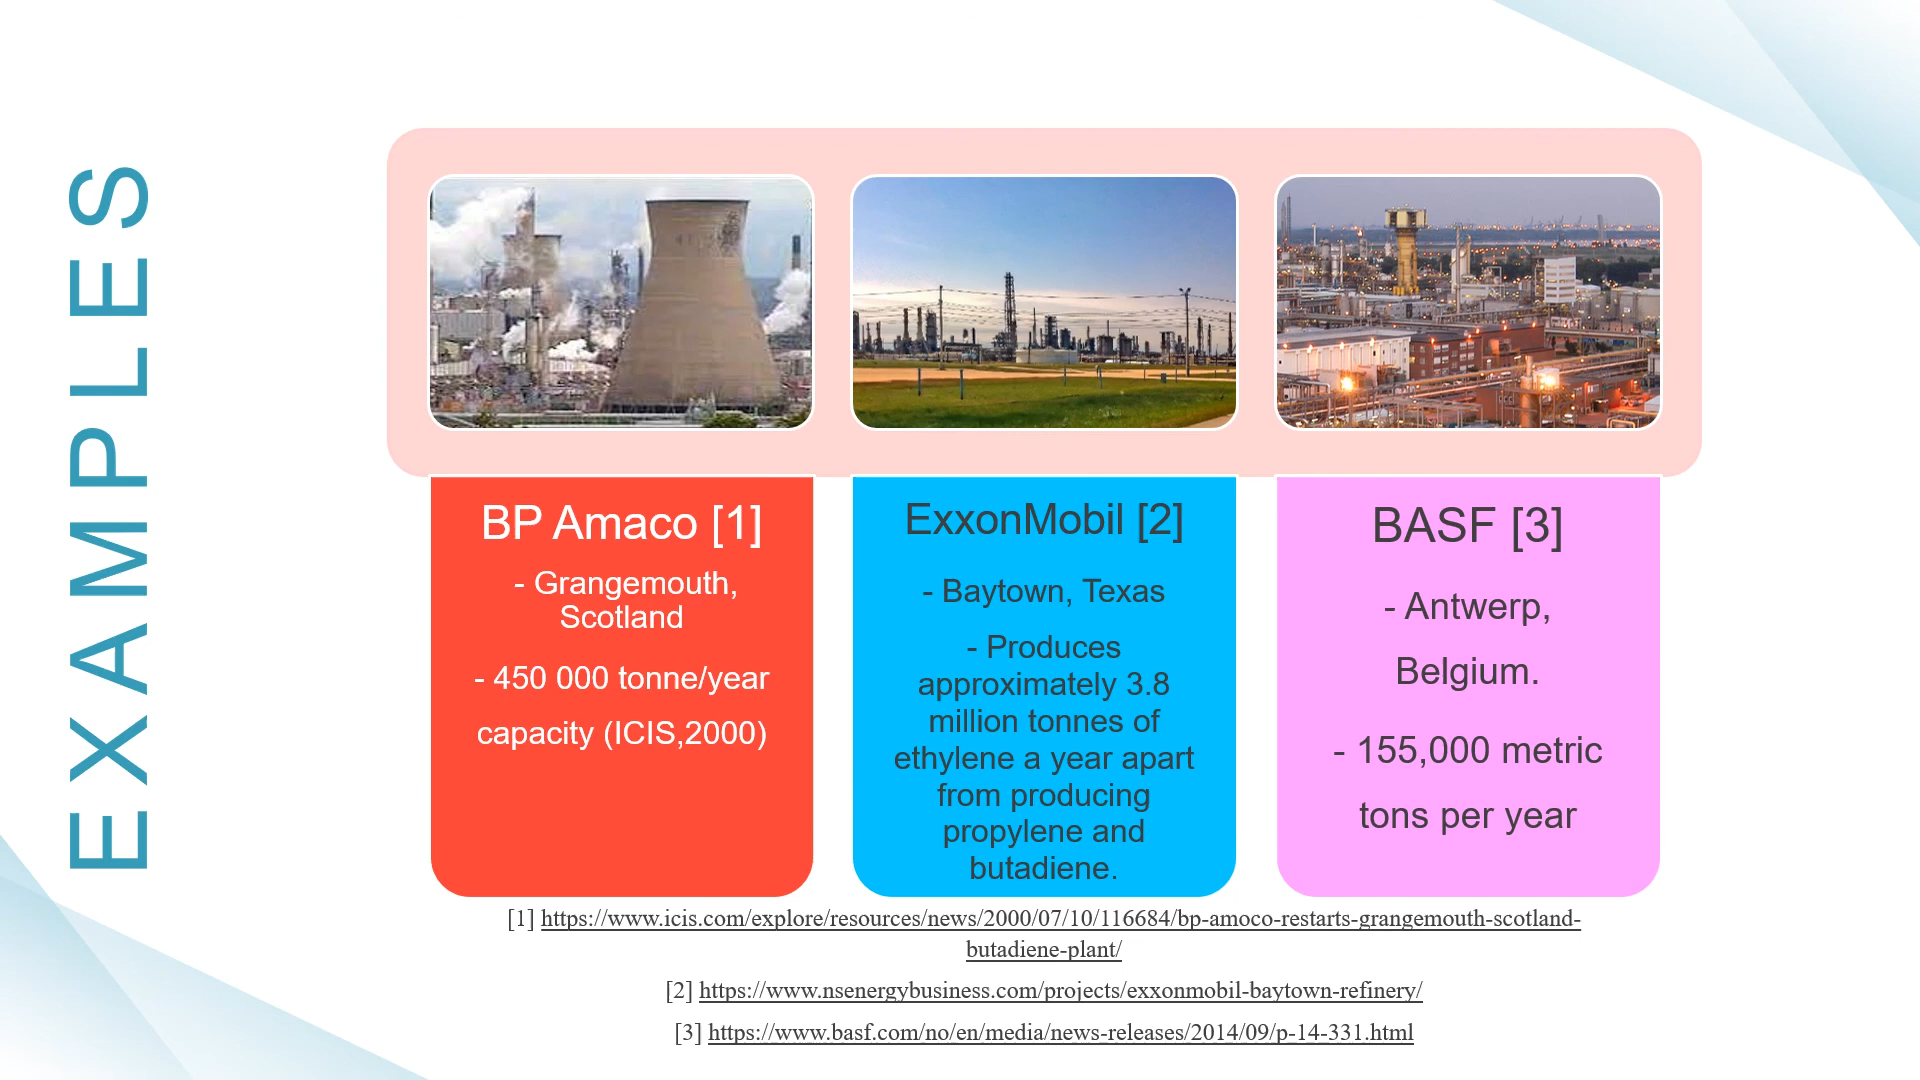 EXAMPLES
BP Amaco [1]
- Grangemouth,
Scotland
- 450 000 tonne/year
capacity (ICIS,2000)
ExxonMobil [2]
- Baytown, Texas
- Produces
approximately 3.8
million tonnes of
ethylene a year apart
from producing
propylene and
butadiene.
BASF [3]
- Antwerp,
Belgium.
- 155,000 metric
tons per year
[1] https://www.icis.com/explore/resources/news/2000/07/10/116684/bp-amoco-restarts-grangemouth-scotland-
butadiene-plant/
[2] https://www.nsenergybusiness.com/projects/exxonmobil-baytown-refinery/
[3] https://www.basf.com/no/en/media/news-releases/2014/09/p-14-331.html